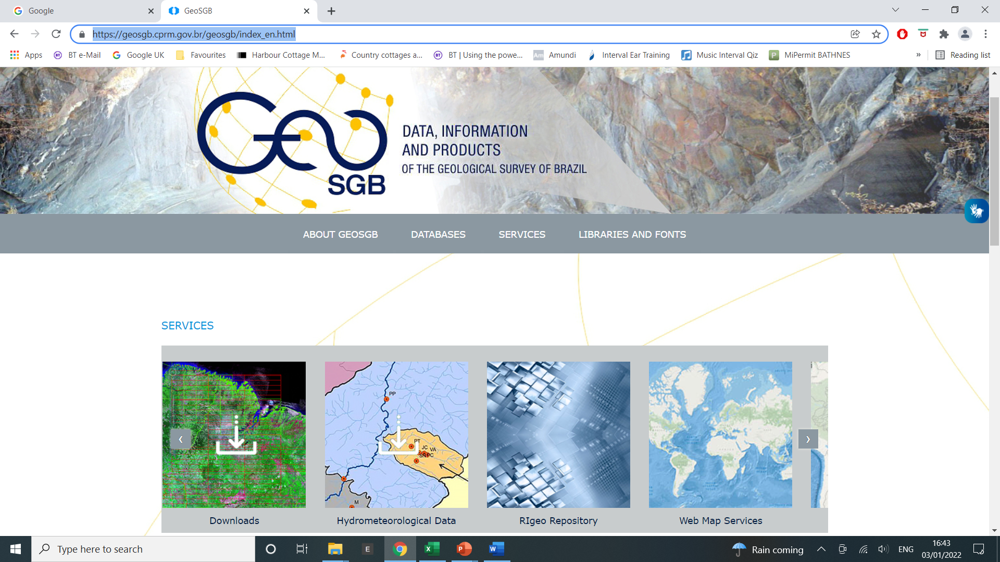 Google
GeoSGB
https://geosgb.cprm.gov.br/geosgb/index_en.html
Apps
BT e-Mail
Google UK
Favourites
Harbour Cottage M...
Country cottages a...
BT | Using the powe...
Am
Amundi
Interval Ear Training
Music Interval Qiz
P
MiPermit BATHNES
»
Reading list
Geo
SGB
DATA, INFORMATION
AND PRODUCTS
OF THE GEOLOGICAL SURVEY OF BRAZIL
ABOUT GEOSGB
DATABASES
SERVICES
LIBRARIES AND FONTS
SERVICES
PP
PT
JC
VA
SN
PC
M
Downloads
Hydrometeorological Data
RIgeo Repository
Web Map Services
Type here to search
E
X
P
W
Rain coming
ENG
16:43
03/01/2022